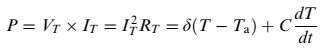 P = V_T × I_T = I_T^2 R_T = δ(T − T_a) + C dT/dt